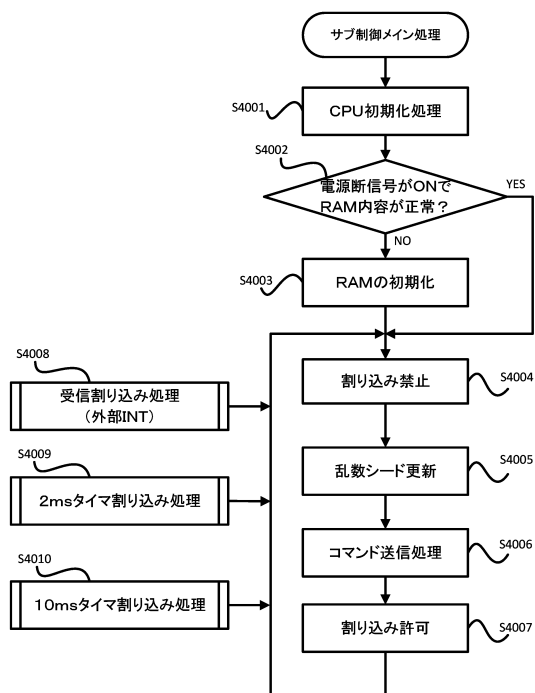 サブ制御メイン処理
S4001
CPU初期化処理
S4002
電源断信号がONで
RAM内容が正常？
YES
NO
S4003
RAMの初期化
S4008
受信割り込み処理
（外部INT）
割り込み禁止
S4004
S4009
2msタイマ割り込み処理
乱数シード更新
S4005
コマンド送信処理
S4006
S4010
10msタイマ割り込み処理
割り込み許可
S4007